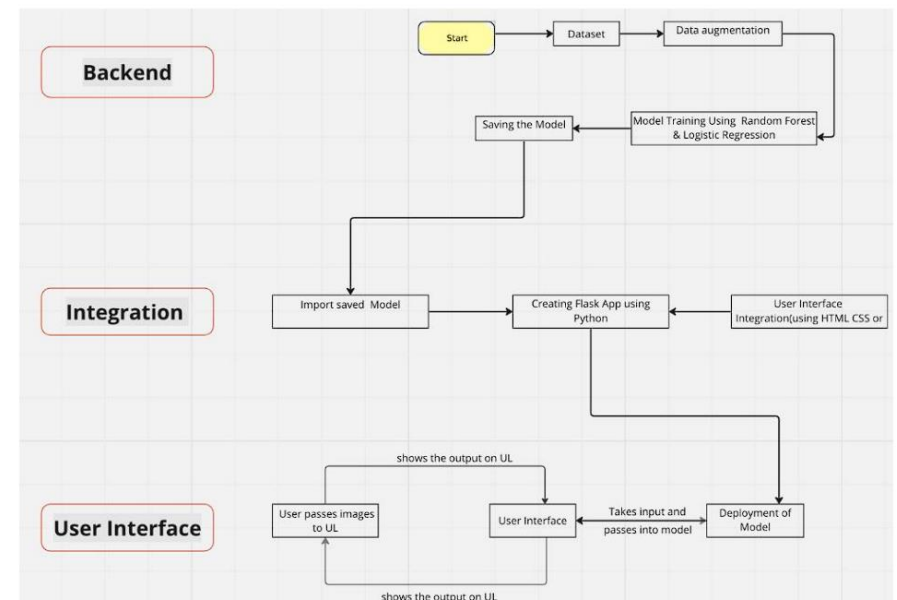 Backend
Start
Dataset
Data augmentation
Saving the Model
Model Training Using Random Forest
& Logistic Regression
Integration
Import saved Model
Creating Flask App using
Python
User Interface
Integration(using HTML CSS or
User Interface
shows the output on UL
User passes images
to UL
User Interface
Takes input and
passes into model
Deployment of
Model
shows the output on UL